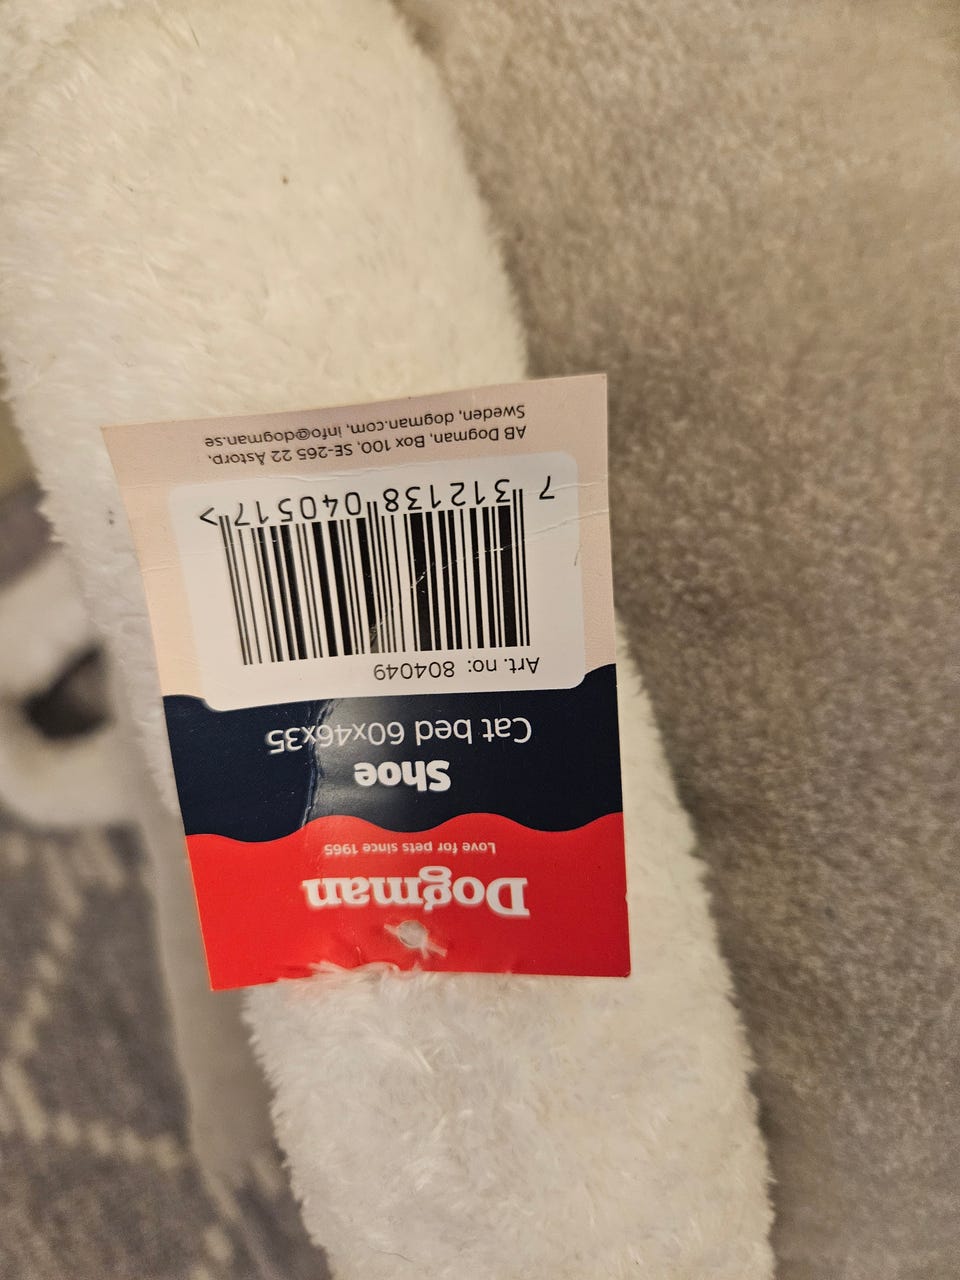 Dogman
Love for pets since 1965
Shoe
Cat bed 60x46x35
Art. no: 804049
7 312138 040517 >
AB Dogman, Box 100, SE-265 22 Åstorp,
Sweden, dogman.com, info@dogman.se